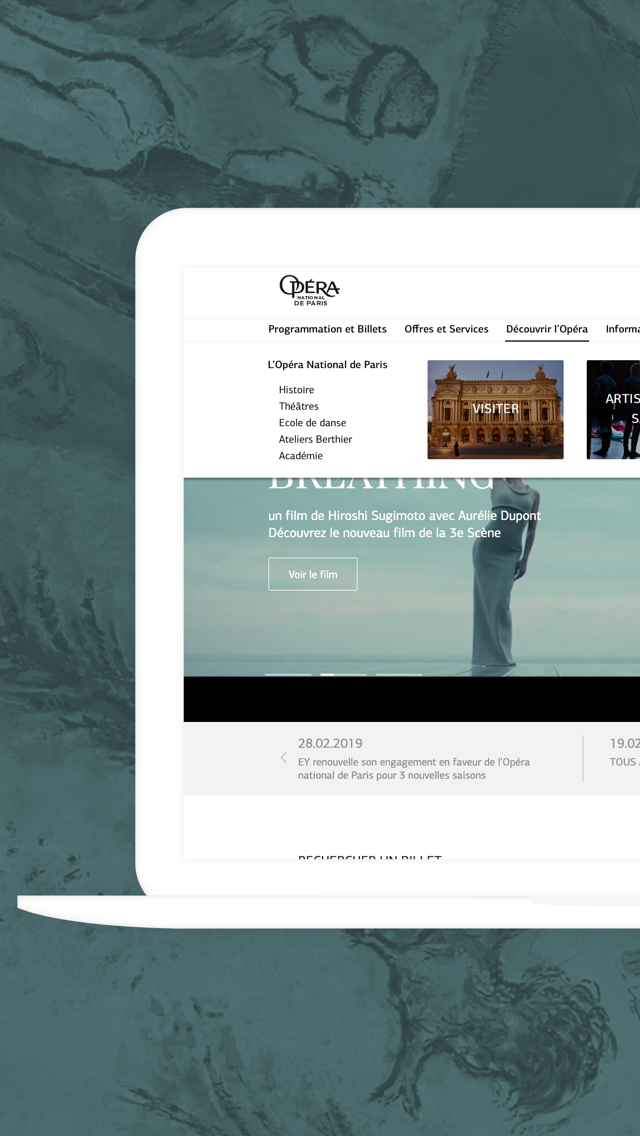 OPÉRA
NATIONAL
DE PARIS
Programmation et Billets Offres et Services Découvrir l'Opéra Informa
L'Opéra National de Paris
Histoire
Théâtres
Ecole de danse
Ateliers Berthier
Académie
VISITER
ARTIS
S
BREATHING
un film de Hiroshi Sugimoto avec Aurélie Dupont
Découvrez le nouveau film de la 3e Scène
Voir le film
28.02.2019
EY renouvelle son engagement en faveur de l'Opéra
national de Paris pour 3 nouvelles saisons
19.02
TOUS
RECHERCHER UN BILLET